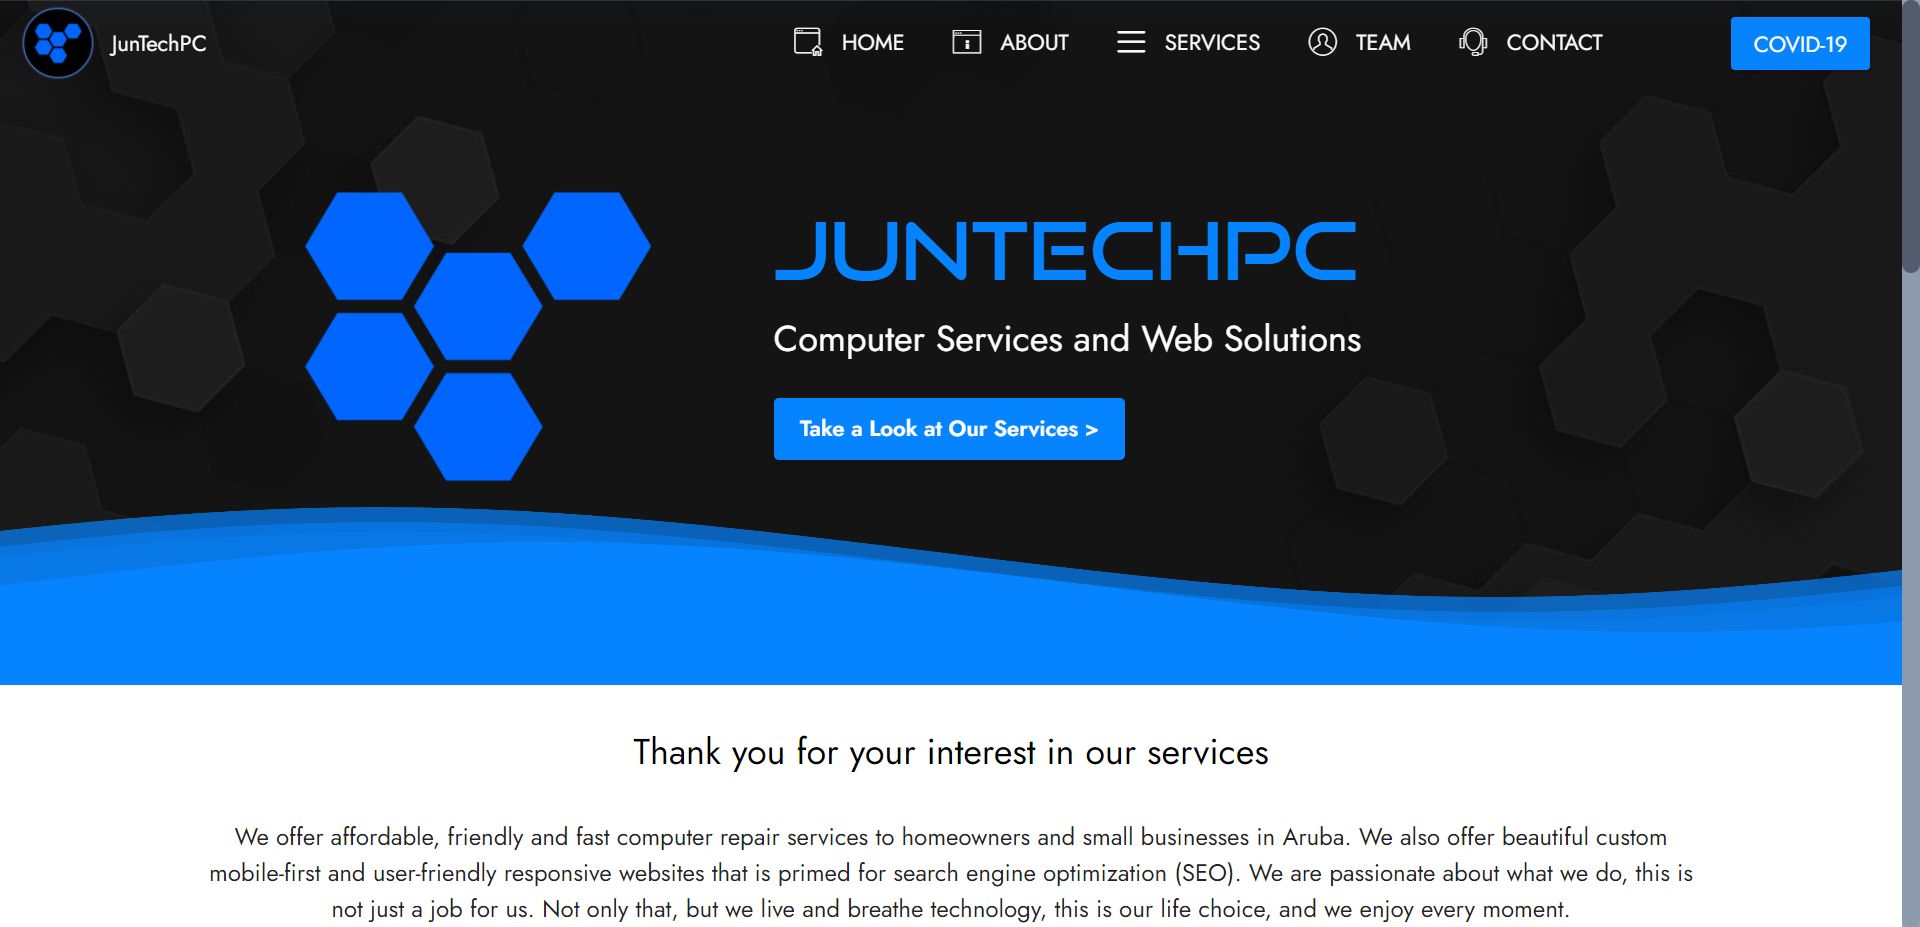 JunTechPC
HOME
ABOUT
SERVICES
TEAM
CONTACT
COVID-19
JUNTECHPC
Computer Services and Web Solutions
Take a Look at Our Services >
Thank you for your interest in our services
We offer affordable, friendly and fast computer repair services to homeowners and small businesses in Aruba. We also offer beautiful custom
mobile-first and user-friendly responsive websites that is primed for search engine optimization (SEO). We are passionate about what we do, this is
not just a job for us. Not only that, but we live and breathe technology, this is our life choice, and we enjoy every moment.